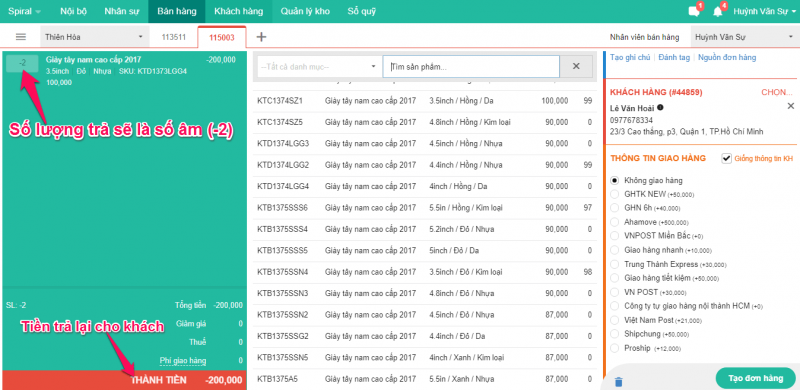 Spiral Nội bộ Nhân sự Bán hàng Khách hàng Quản lý kho Sổ quỹ 1 4 Huỳnh Văn Sự
Thiên Hòa 113511 115003 +
Nhân viên bán hàng Huỳnh Văn Sự
-2 Giày tây nam cao cấp 2017 -200,000
3.5inch Đỏ Nhựa SKU: KTD1373LGG4
100,000
Số lượng trả sẽ là số âm (-2)
SL: -2 Tổng tiền -200,000
Giảm giá 0
Thuế 0
Phí giao hàng 0
Tiền trả lại cho khách
THÀNH TIỀN -200,000
--Tất cả danh mục-- Tìm sản phẩm...
KTC1374SZ1 Giày tây nam cao cấp 2017 3.5inch / Hồng / Da 100,000 99
KTC1374SZ5 Giày tây nam cao cấp 2017 4.8inch / Hồng / Kim loại 90,000 0
KTD1374LGG3 Giày tây nam cao cấp 2017 4.5inch / Hồng / Nhựa 90,000 0
KTD1374LGG2 Giày tây nam cao cấp 2017 4.8inch / Hồng / Nhựa 90,000 99
KTD1374LGG4 Giày tây nam cao cấp 2017 4inch / Hồng / Da 90,000 0
KTB1375SSS6 Giày tây nam cao cấp 2017 5.5in / Hồng / Kim loại 90,000 97
KTB1375SSS4 Giày tây nam cao cấp 2017 5.2inch / Đỏ / Nhựa 90,000 0
KTB1375SSS5 Giày tây nam cao cấp 2017 5inch / Đỏ / Da 90,000 0
KTB1375SSN4 Giày tây nam cao cấp 2017 3.5inch / Đỏ / Kim loại 90,000 98
KTB1375SSN3 Giày tây nam cao cấp 2017 4.8inch / Đỏ / Nhựa 90,000 0
KTB1375SSN2 Giày tây nam cao cấp 2017 4.5inch / Đỏ / Nhựa 90,000 0
KTB1376SSG2 Giày tây nam cao cấp 2017 4.8in / Đỏ / Nhựa 90,000 0
KTB1375SSN5 Giày tây nam cao cấp 2017 4inch / Xanh / Kim loại 90,000 0
KTB1375A5 Giày tây nam cao cấp 2017 5.5in / Xanh / Nhựa 90,000 0
Tạo ghi chú Đánh tag Nguồn đơn hàng
KHÁCH HÀNG (#44859) CHỌN...
Lê Văn Hoài
0977678334
23/3 Cao thắng, p3, Quận 1, TP.Hồ Chí Minh
THÔNG TIN GIAO HÀNG Giống thông tin KH
Không giao hàng
GHTK NEW (+50,000)
GHN 6h (+40,000)
Ahamove (+500,000)
VNPOST Miền Bắc (+0)
Giao hàng nhanh (+10,000)
Trung Thành Express (+30,000)
Giao hàng tiết kiệm (+50,000)
VN POST (+30,000)
Công ty tự giao hàng nội thành HCM (+0)
Việt Nam Post (+21,000)
Shipchung (+50,000)
Proship (+12,000)
Tạo đơn hàng